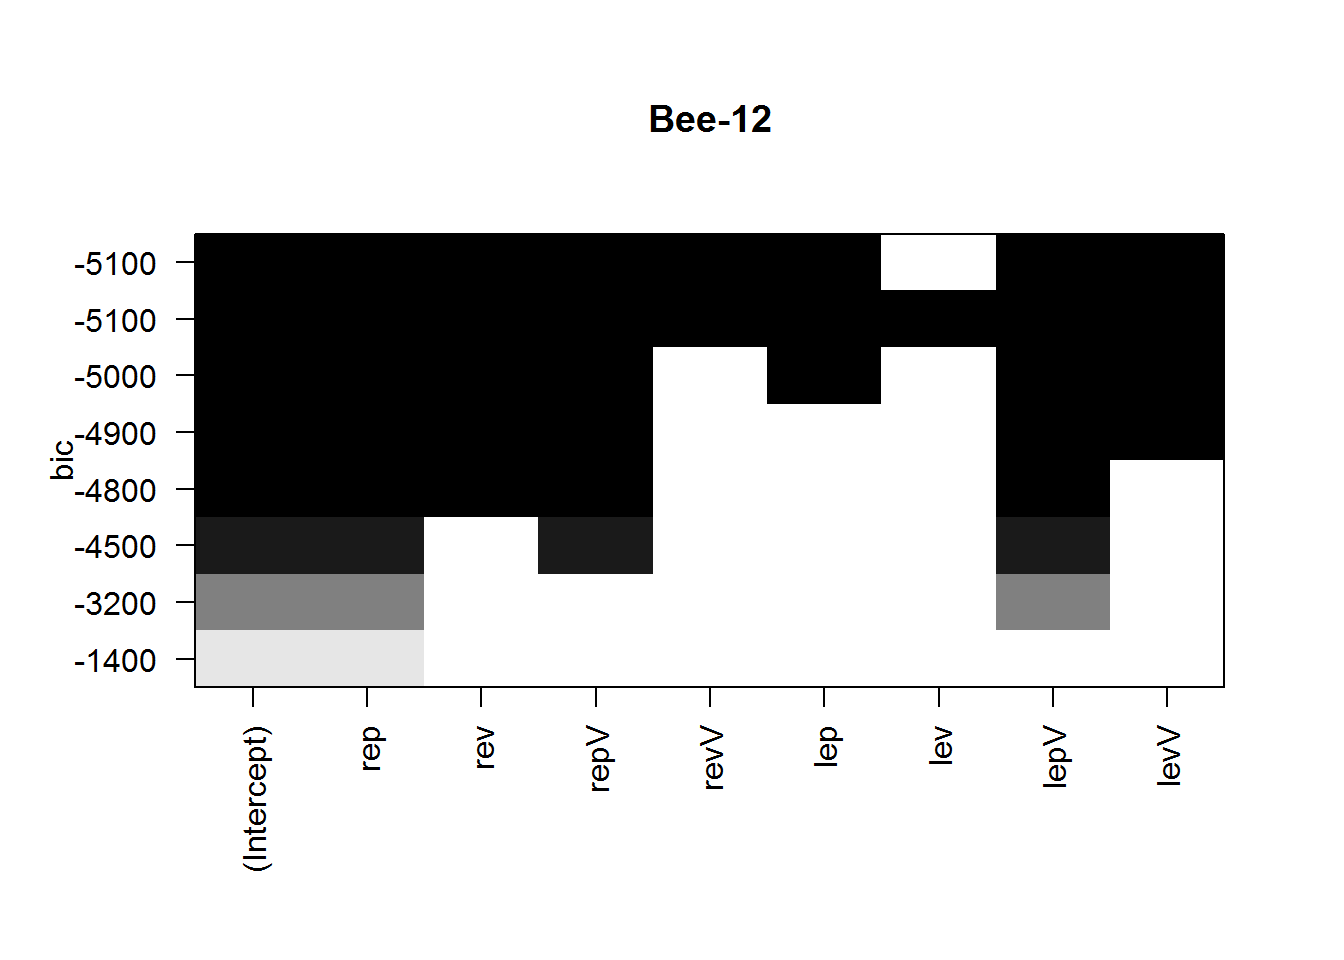 Bee-12
bic
-5100
-5100
-5000
-4900
-4800
-4500
-3200
-1400
(Intercept)
rep
rev
repV
revV
lep
lev
lepV
levV